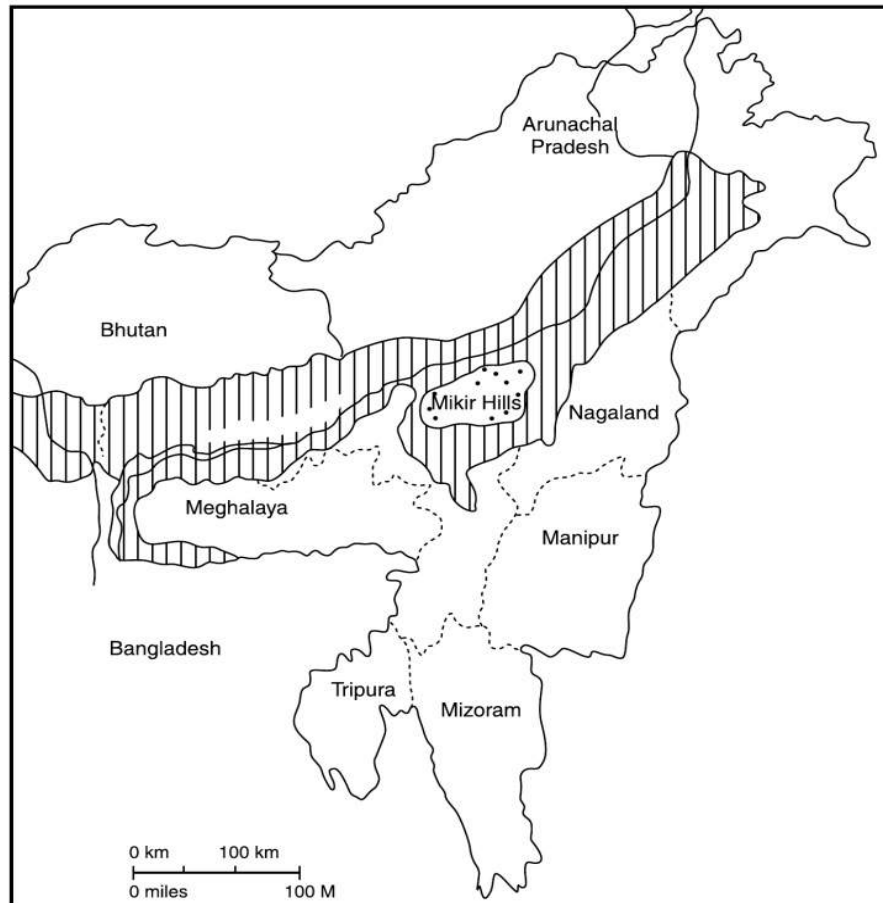 Arunachal
Pradesh
Bhutan
Mikir Hills
Nagaland
Meghalaya
Manipur
Bangladesh
Tripura
Mizoram
0 km 100 km
0 miles 100 M